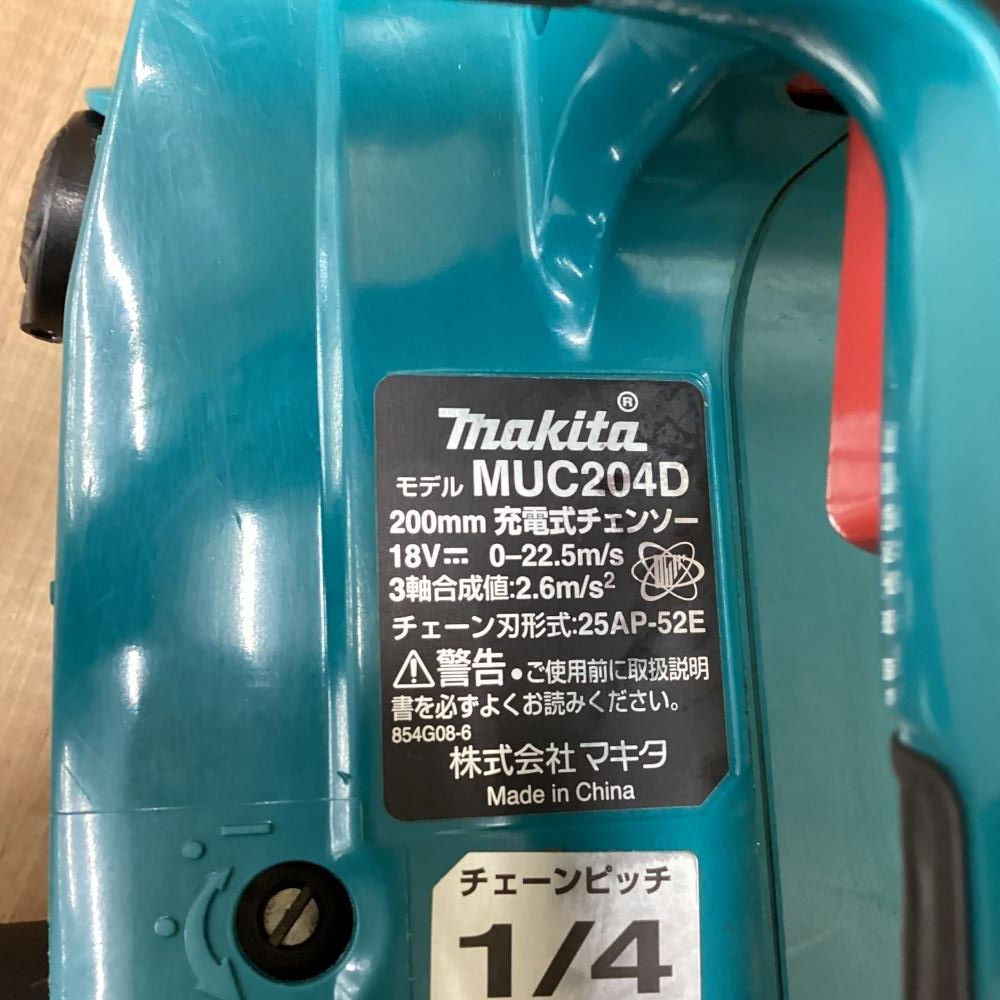 makita®
モデル MUC204D
200mm 充電式チェンソー
18V⎓ 0–22.5m/s
3軸合成値:2.6m/s²
チェーン刃形式:25AP-52E
⚠警告 •ご使用前に取扱説明
書を必ずよくお読みください。
854G08-6
株式会社マキタ
Made in China
チェーンピッチ
1/4